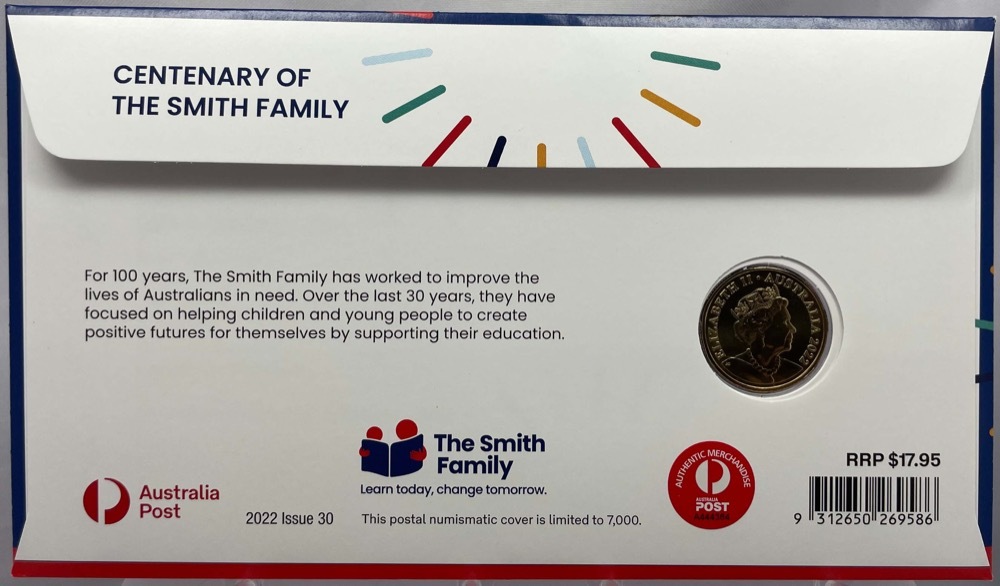 CENTENARY OF
THE SMITH FAMILY
For 100 years, The Smith Family has worked to improve the
lives of Australians in need. Over the last 30 years, they have
focused on helping children and young people to create
positive futures for themselves by supporting their education.
ELIZABETH II • AUSTRALIA 2022
The Smith
Family
Learn today, change tomorrow.
Australia
Post
2022 Issue 30
This postal numismatic cover is limited to 7,000.
AUTHENTIC MERCHANDISE
AUSTRALIA
POST
RRP $17.95
9 312650 269586